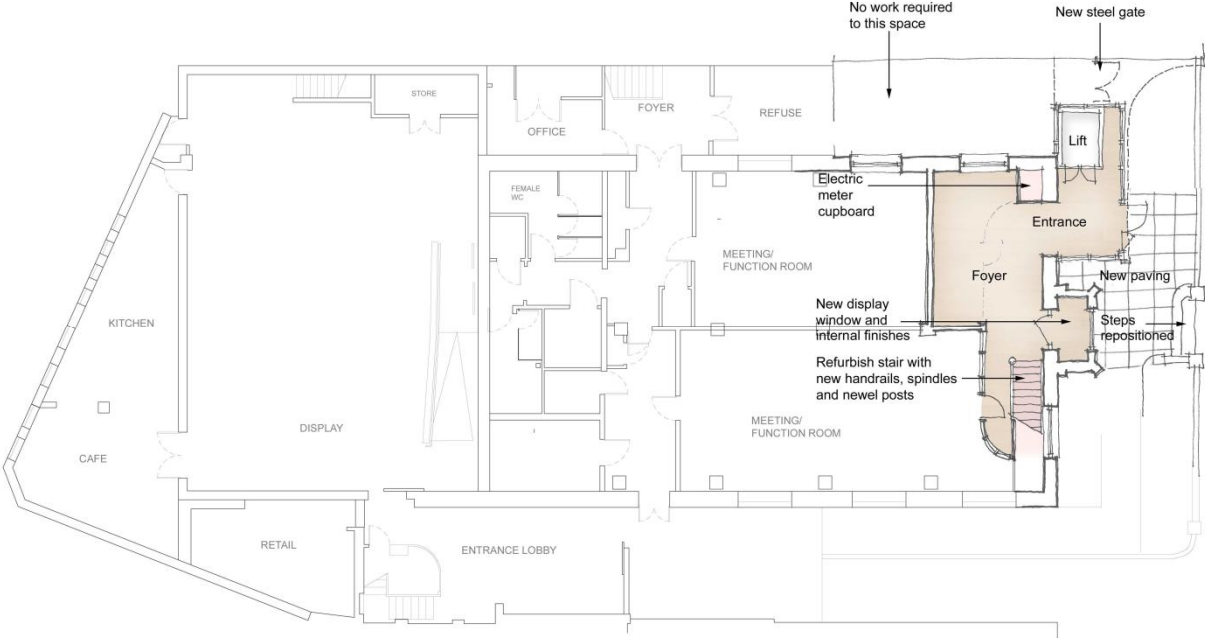 No work required
to this space
New steel gate
STORE
OFFICE
FOYER
REFUSE
Lift
FEMALE
WC
Electric
meter
cupboard
Entrance
MEETING/
FUNCTION ROOM
Foyer
New paving
KITCHEN
New display
window and
internal finishes
Steps
repositioned
Refurbish stair with
new handrails, spindles
and newel posts
DISPLAY
MEETING/
FUNCTION ROOM
CAFE
RETAIL
ENTRANCE LOBBY